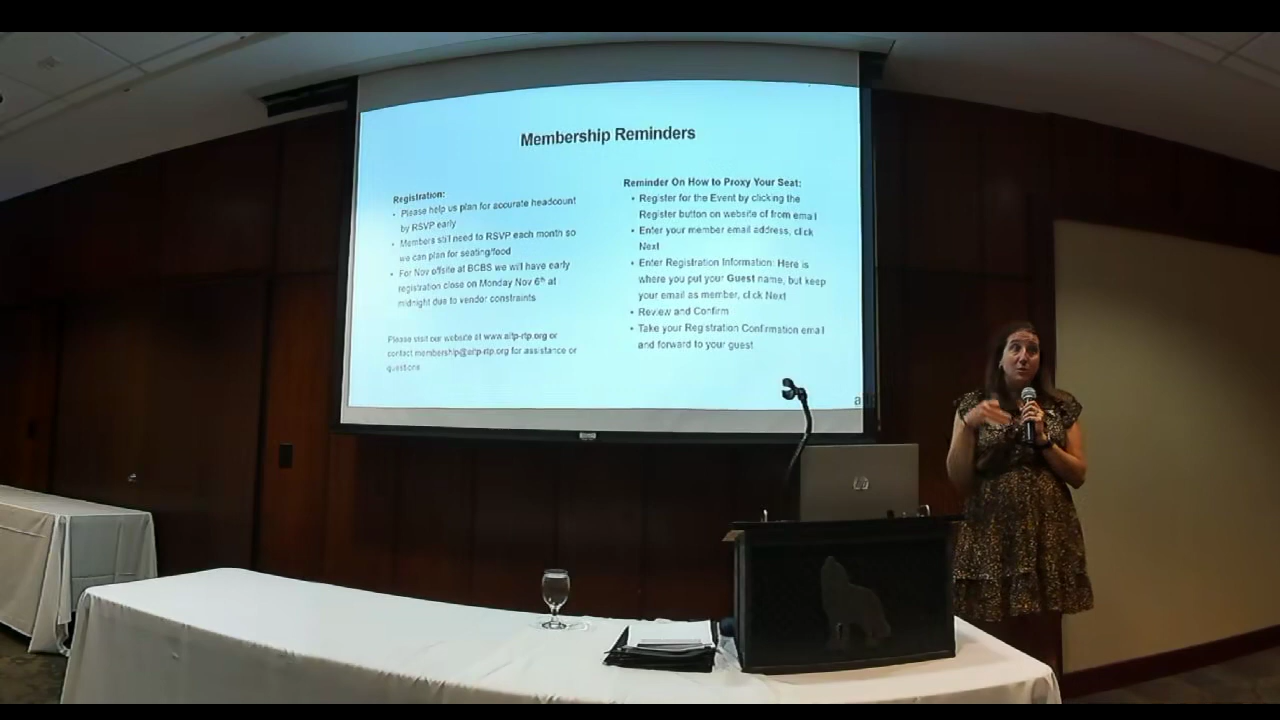 Membership Reminders
Registration:
• Please help us plan for accurate headcount
by RSVP early
• Members still need to RSVP each month so
we can plan for seating/food
• For Nov offsite at BCBS we will have early
registration close on Monday Nov 6th at
midnight due to vendor constraints
Please visit our website at www.aitp-rtp.org or
contact membership@aitp-rtp.org for assistance or
questions
Reminder On How to Proxy Your Seat:
• Register for the Event by clicking the
Register button on website of from email
• Enter your member email address, click
Next
• Enter Registration Information: Here is
where you put your Guest name, but keep
your email as member, click Next
• Review and Confirm
• Take your Registration Confirmation email
and forward to your guest
hp